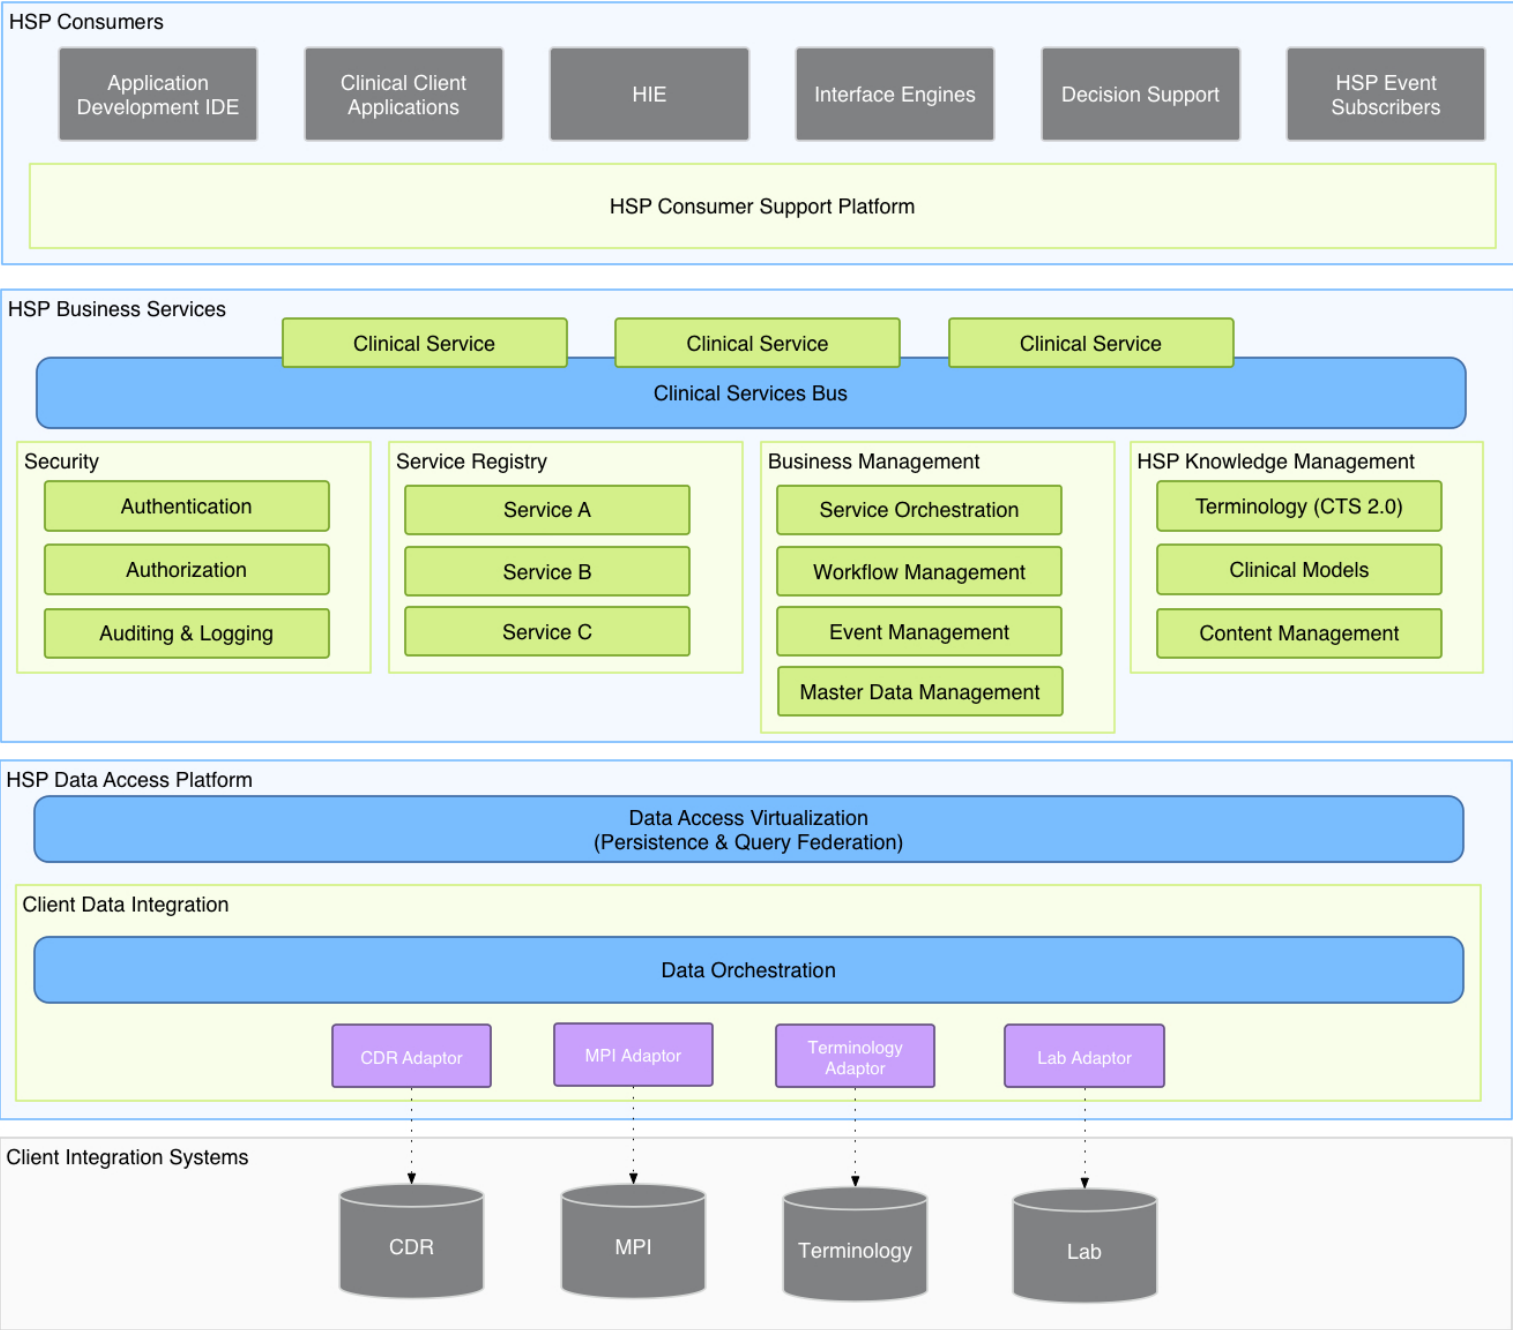 HSP Consumers
Application
Development IDE
Clinical Client
Applications
HIE
Interface Engines
Decision Support
HSP Event
Subscribers
HSP Consumer Support Platform
HSP Business Services
Clinical Service
Clinical Service
Clinical Service
Clinical Services Bus
Security
Authentication
Authorization
Auditing & Logging
Service Registry
Service A
Service B
Service C
Business Management
Service Orchestration
Workflow Management
Event Management
Master Data Management
HSP Knowledge Management
Terminology (CTS 2.0)
Clinical Models
Content Management
HSP Data Access Platform
Data Access Virtualization
(Persistence & Query Federation)
Client Data Integration
Data Orchestration
CDR Adaptor
MPI Adaptor
Terminology
Adaptor
Lab Adaptor
Client Integration Systems
CDR
MPI
Terminology
Lab